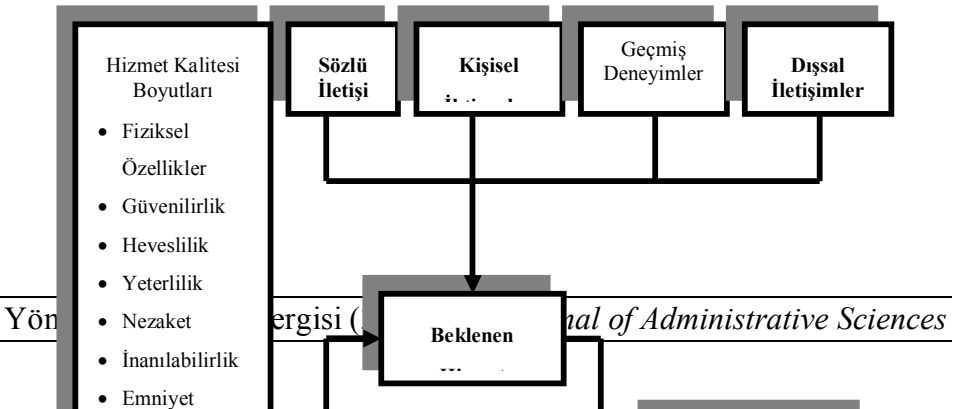 Hizmet Kalitesi
Boyutları
• Fiziksel
Özellikler
• Güvenilirlik
• Heveslilik
• Yeterlilik
• Nezaket
• İnanılabilirlik
• Emniyet
Sözlü
İletişi
Kişisel
Geçmiş
Deneyimler
Dışsal
İletişimler
Yön ergisi ( nal of Administrative Sciences
Beklenen